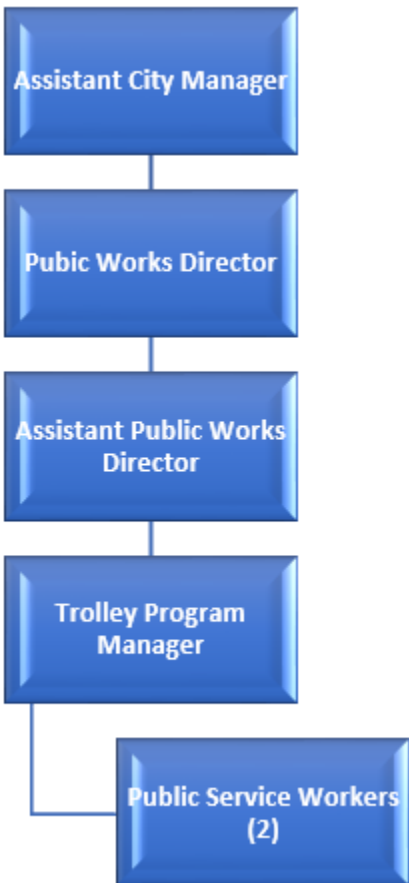 Assistant City Manager
Pubic Works Director
Assistant Public Works
Director
Trolley Program
Manager
Public Service Workers
(2)